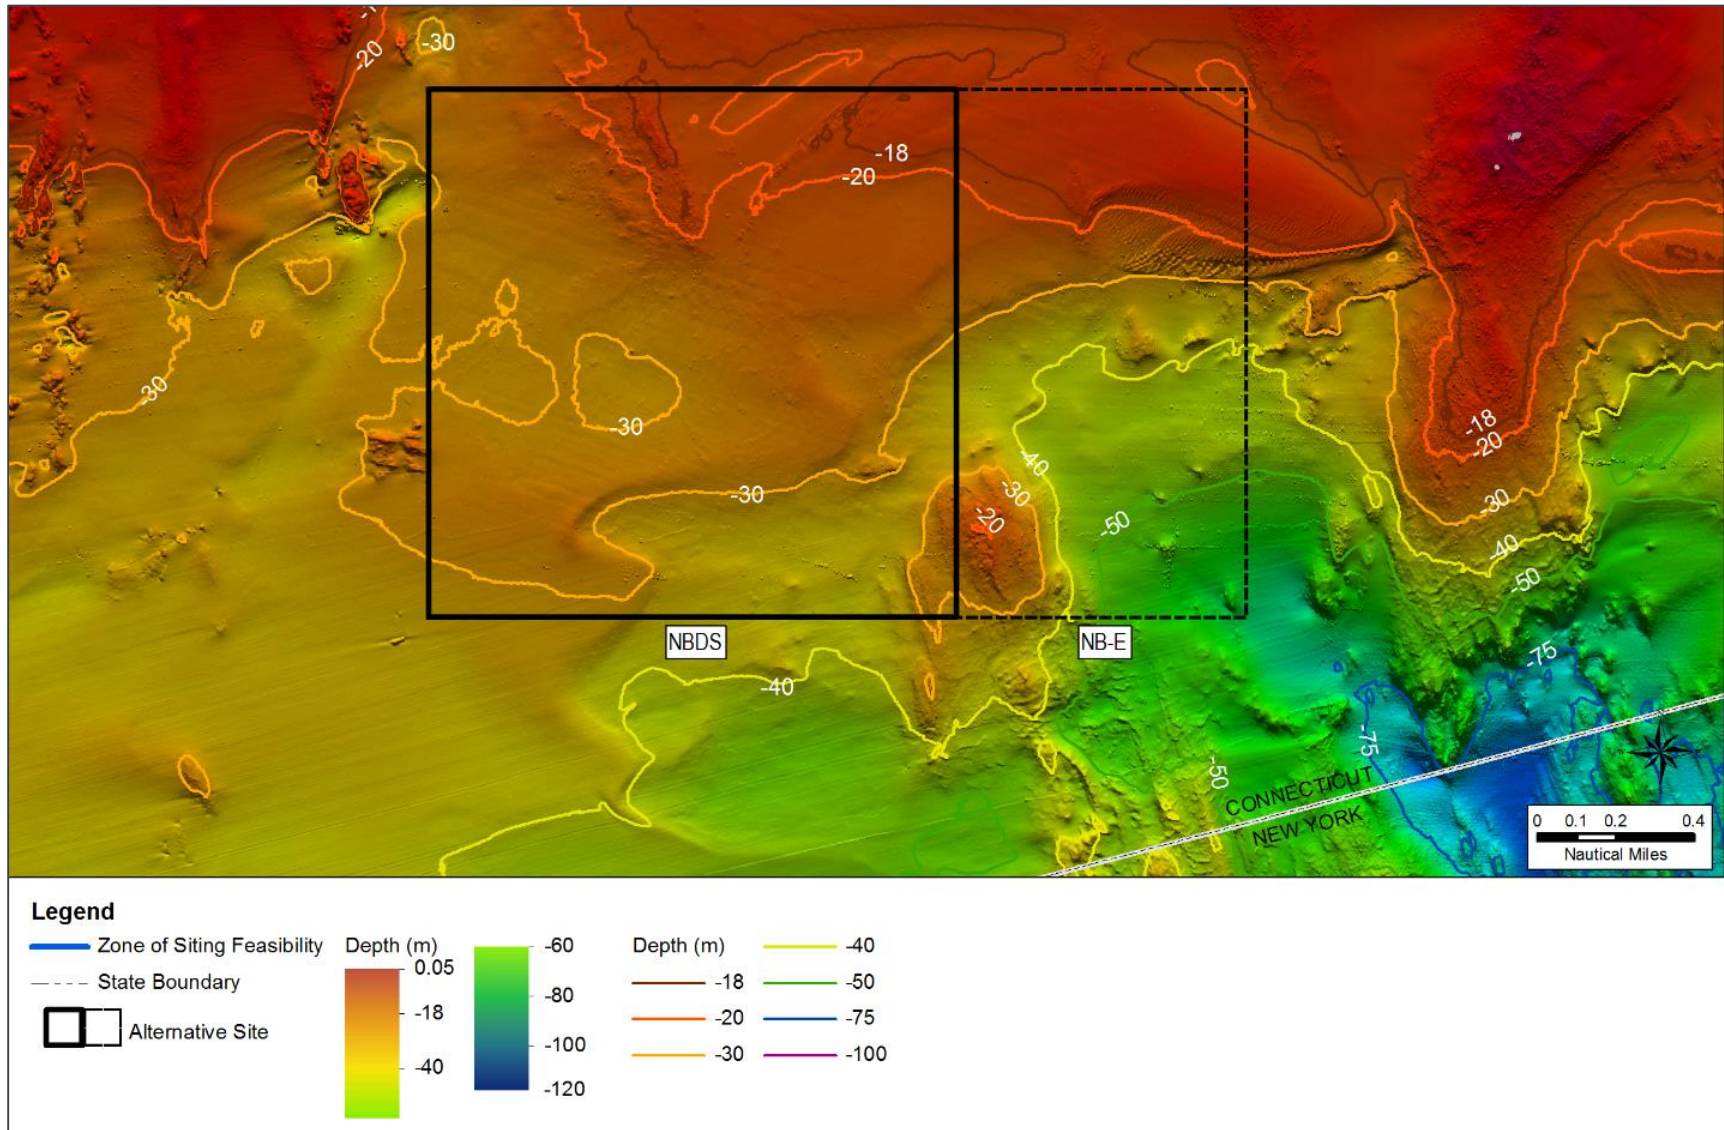 -20
-30
-18
-20
-30
-30
-30
-40
-30
-20
-50
-18
-20
-30
-40
-50
NBDS
NB-E
-40
-75
-75
-50
CONNECTICUT
NEW YORK
0 0.1 0.2 0.4
Nautical Miles
Legend
Zone of Siting Feasibility
State Boundary
Alternative Site
Depth (m)
0.05
-18
-40
-60
-80
-100
-120
Depth (m)
-18
-20
-30
-40
-50
-75
-100